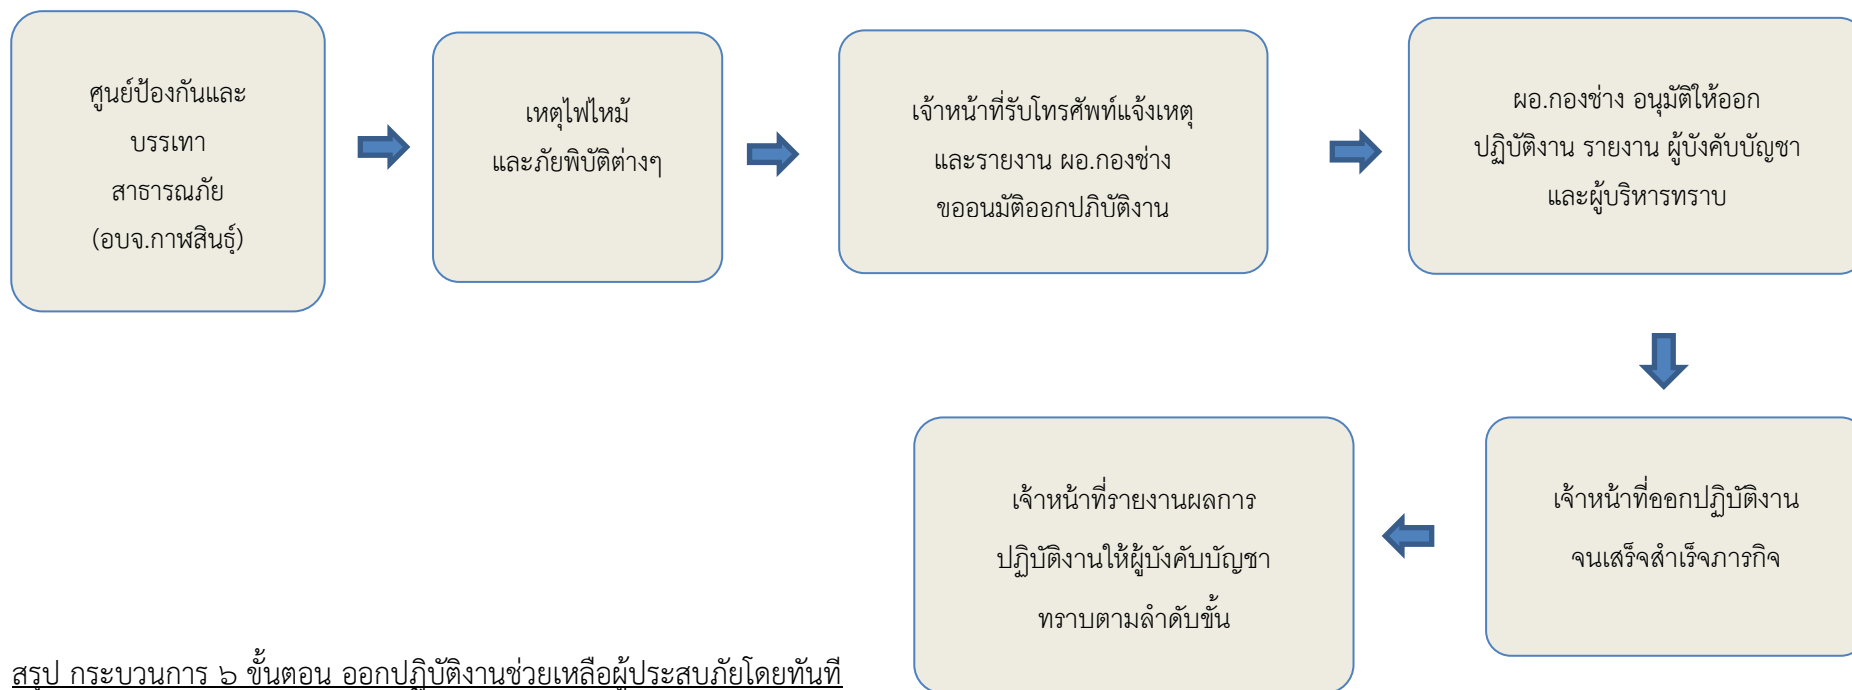 ศูนย์ป้องกันและ
บรรเทา
สาธารณภัย
(อบจ.กาฬสินธุ์)
เหตุไฟไหม้
และภัยพิบัติต่างๆ
เจ้าหน้าที่รับโทรศัพท์แจ้งเหตุ
และรายงาน ผอ.กองช่าง
ขออนมัติออกปภิบัติงาน
ผอ.กองช่าง อนุมัติให้ออก
ปฏิบัติงาน รายงาน ผู้บังคับบัญชา
และผู้บริหารทราบ
เจ้าหน้าที่ออกปฏิบัติงาน
จนเสร็จสำเร็จภารกิจ
เจ้าหน้าที่รายงานผลการ
ปฏิบัติงานให้ผู้บังคับบัญชา
ทราบตามลำดับขั้น
สรุป กระบวนการ ๖ ขั้นตอน ออกปฏิบัติงานช่วยเหลือผู้ประสบภัยโดยทันที